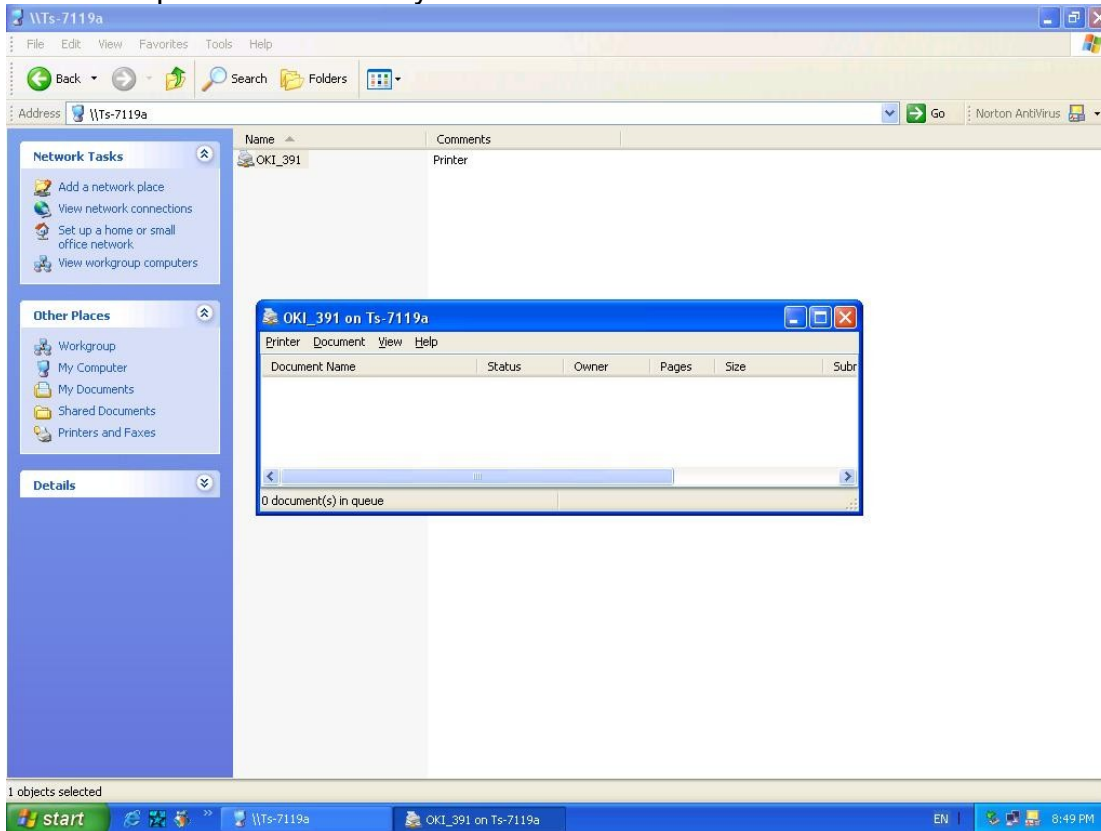 \\Ts-7119a
File Edit View Favorites Tools Help
Back Search Folders
Address \\Ts-7119a Go Norton AntiVirus
Name Comments
OKI_391 Printer
Network Tasks
Add a network place
View network connections
Set up a home or small
office network
View workgroup computers
Other Places
Workgroup
My Computer
My Documents
Shared Documents
Printers and Faxes
Details
OKI_391 on Ts-7119a
Printer Document View Help
Document Name Status Owner Pages Size Subr
0 document(s) in queue
1 objects selected
start \\Ts-7119a OKI_391 on Ts-7119a EN 8:49 PM